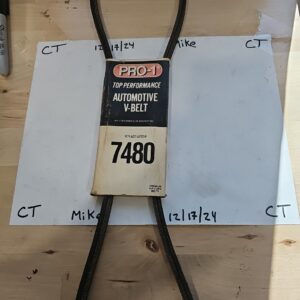 CT 12/17/24 Mike CT
PRO-1
TOP PERFORMANCE
AUTOMOTIVE
V-BELT
7480
CT Mike 12/17/24 CT